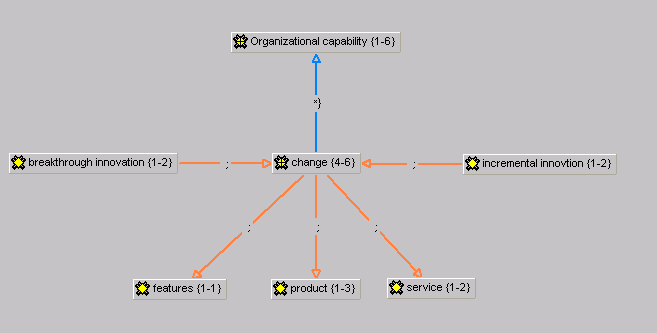 Organizational capability {1-6}
*}
breakthrough innovation {1-2}
;
change {4-6}
;
incremental innovtion {1-2}
;
;
;
features {1-1}
product {1-3}
service {1-2}